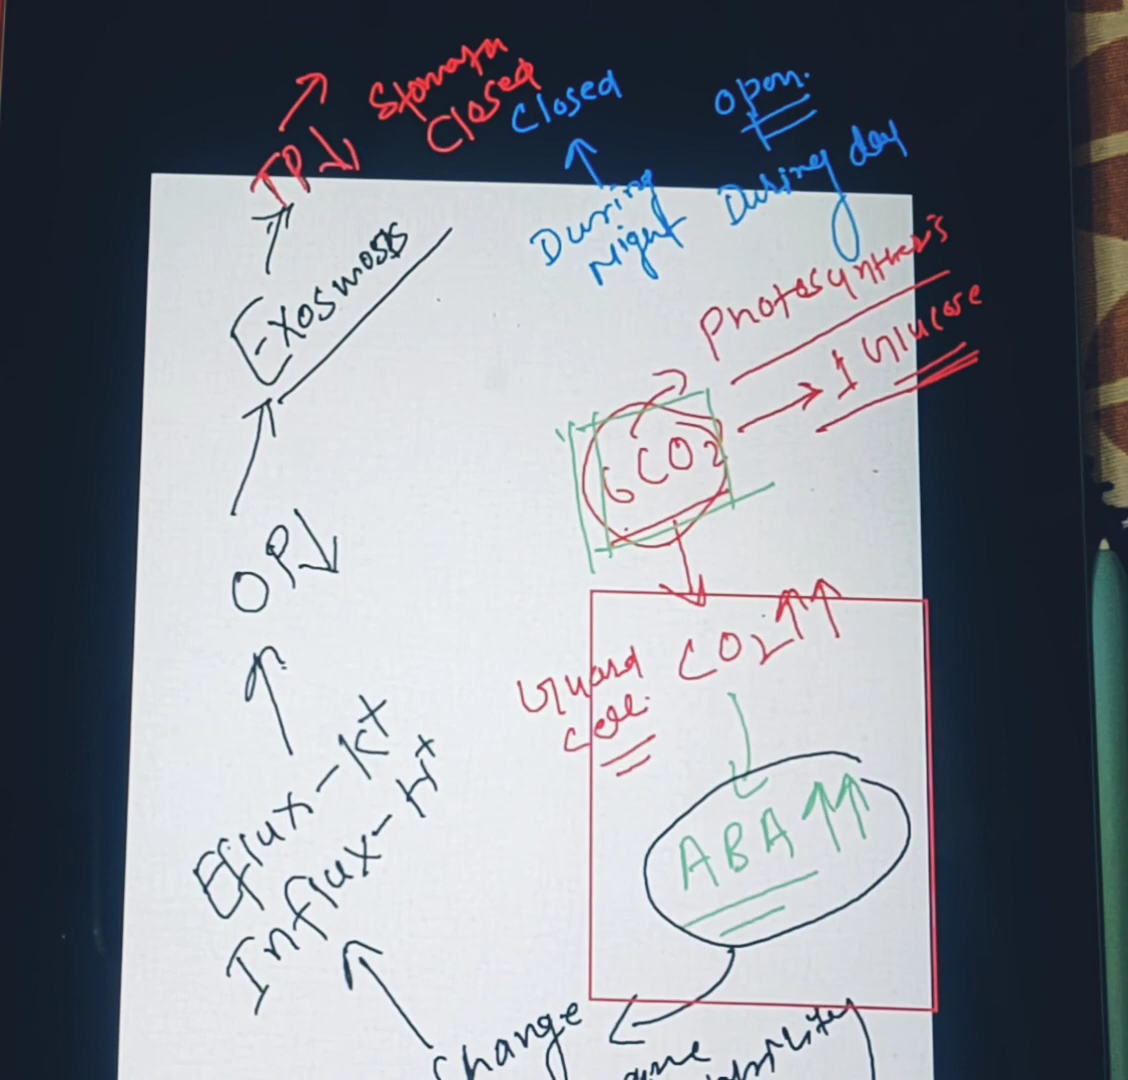 Stomata
Closed
TP↓
Closed
During
Night
Open.
During day
Exosmosis
Photosynthesis
1 Glucose
6CO2
OP↓
Guard
Cell.
CO2↑↑
Eflux-K+
Influx-H+
ABA↑↑
Change